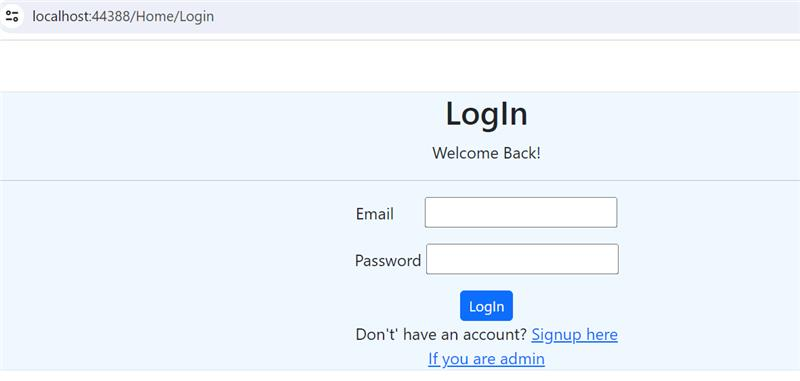 localhost:44388/Home/Login
LogIn
Welcome Back!
Email
Password
LogIn
Don't' have an account? Signup here
If you are admin